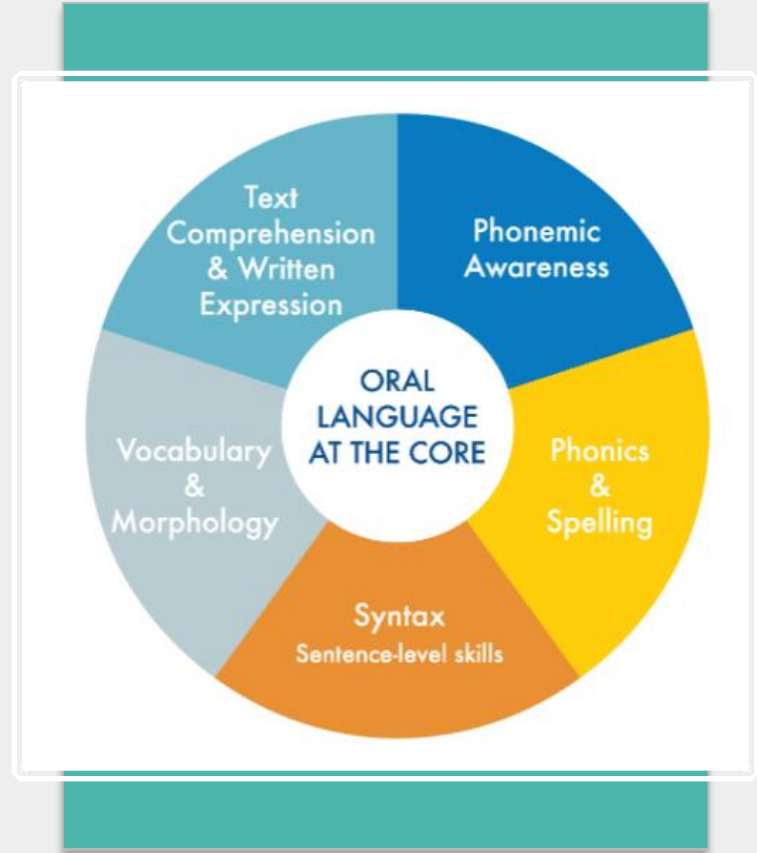 Text
Comprehension
& Written
Expression
Phonemic
Awareness
ORAL
LANGUAGE
AT THE CORE
Vocabulary
&
Morphology
Phonics
&
Spelling
Syntax
Sentence-level skills